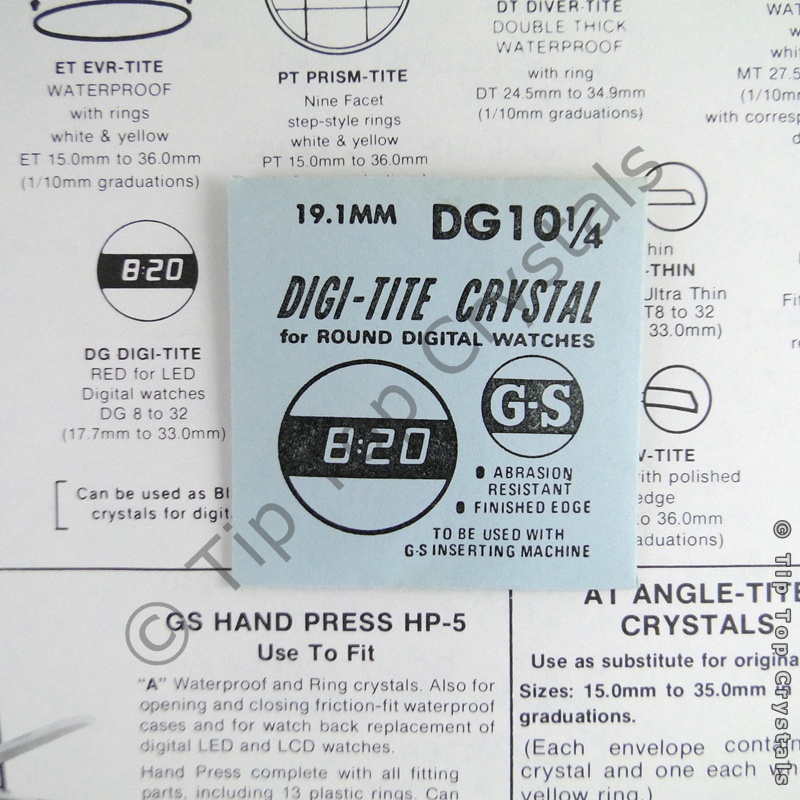 ET EVR-TITE
WATERPROOF
with rings
white & yellow
ET 15.0mm to 36.0mm
(1/10mm graduations)
PT PRISM-TITE
Nine Facet
step-style rings
white & yellow
PT 15.0mm to 36.0mm
DT DIVER-TITE
DOUBLE THICK
WATERPROOF
with ring
DT 24.5mm to 34.9mm
(1/10mm graduations)
MT 27.5
(1/10m
with corresp
8:20
DG DIGI-TITE
RED for LED
Digital watches
DG 8 to 32
(17.7mm to 33.0mm)
Can be used as
crystals for digit
19.1MM DG10¼
DIGI-TITE CRYSTAL
for ROUND DIGITAL WATCHES
8:20
G-S
ABRASION
RESISTANT
FINISHED EDGE
TO BE USED WITH
G-S INSERTING MACHINE
-THIN
Ultra Thin
T8 to 32
33.0mm)
V-TITE
with polished
edge
to 36.0mm
GS HAND PRESS HP-5
Use To Fit
"A" Waterproof and Ring crystals. Also for
opening and closing friction-fit waterproof
cases and for watch back replacement of
digital LED and LCD watches.
Hand Press complete with all fitting
parts, including 13 plastic rings. Can
AT ANGLE-TITE
CRYSTALS
Use as substitute for origina
Sizes: 15.0mm to 35.0mm
graduations.
(Each envelope contain
crystal and one each w
yellow ring.)
© Tip Top Crystals
© Tip Top Crystals